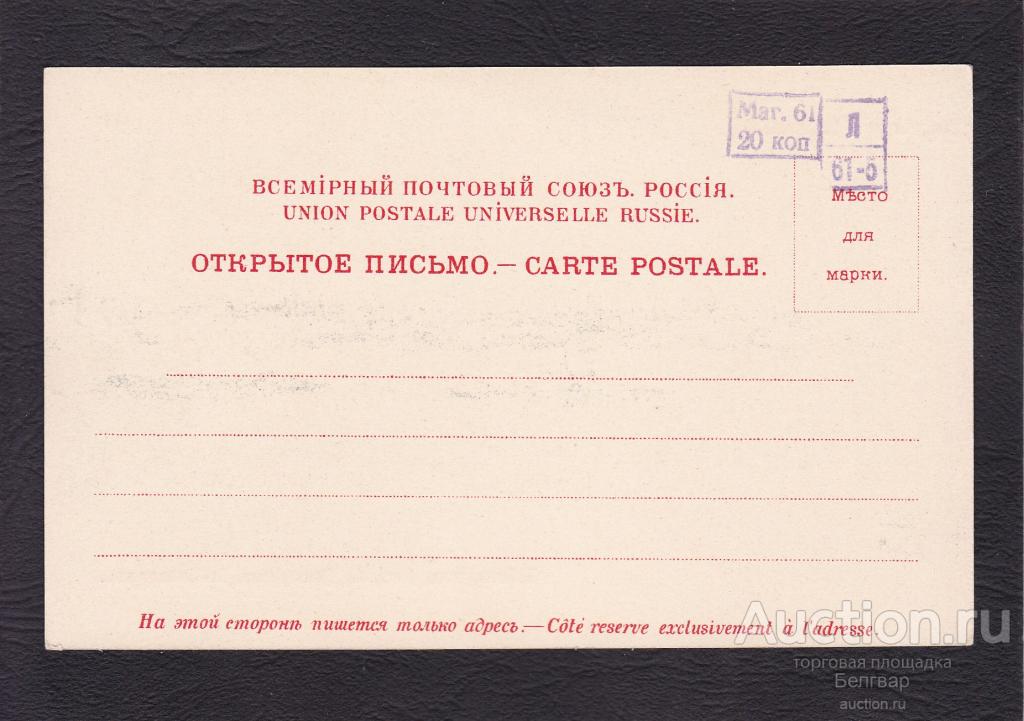 Маг. 61
20 коп
Л
61-5
ВСЕМІРНЫЙ ПОЧТОВЫЙ СОЮЗЪ. РОССІЯ.
UNION POSTALE UNIVERSELLE RUSSIE.
ОТКРЫТОЕ ПИСЬМО.— CARTE POSTALE.
Мѣсто
для
марки.
На этой сторонѣ пишется только адресъ.—Côté reserve exclusivement à l'adresse.
Auction.ru
торговая площадка
Белгвар
auction.ru